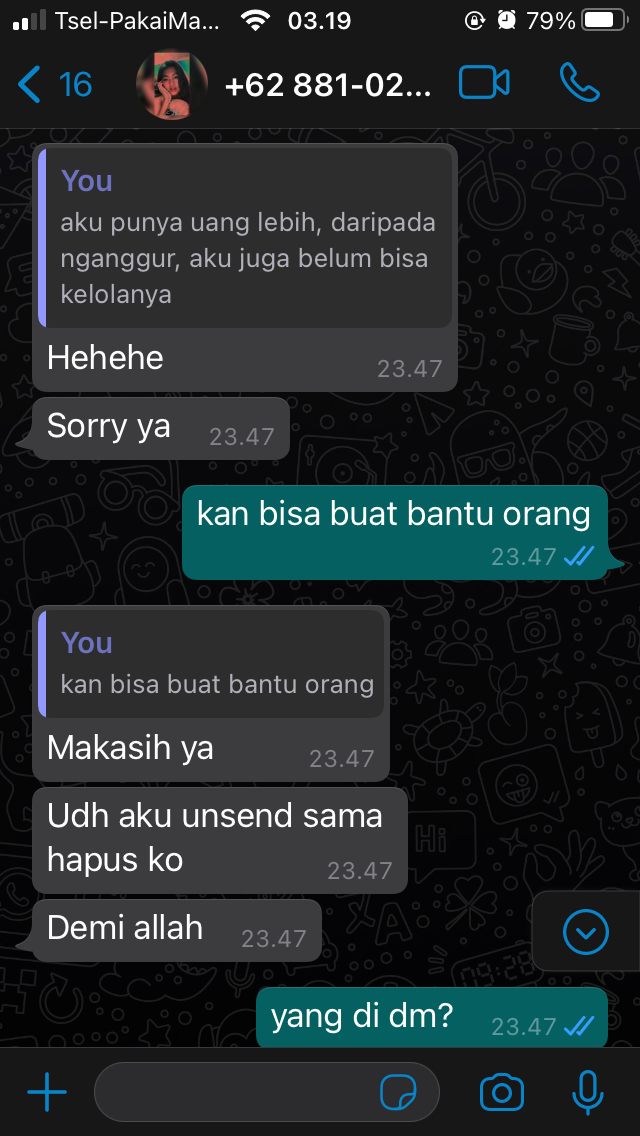 Tsel-PakaiMa... 03.19 79%
16 +62 881-02...
You
aku punya uang lebih, daripada
nganggur, aku juga belum bisa
kelolanya
Hehehe 23.47
Sorry ya 23.47
kan bisa buat bantu orang
23.47
You
kan bisa buat bantu orang
Makasih ya 23.47
Udh aku unsend sama
hapus ko 23.47
Demi allah 23.47
yang di dm? 23.47